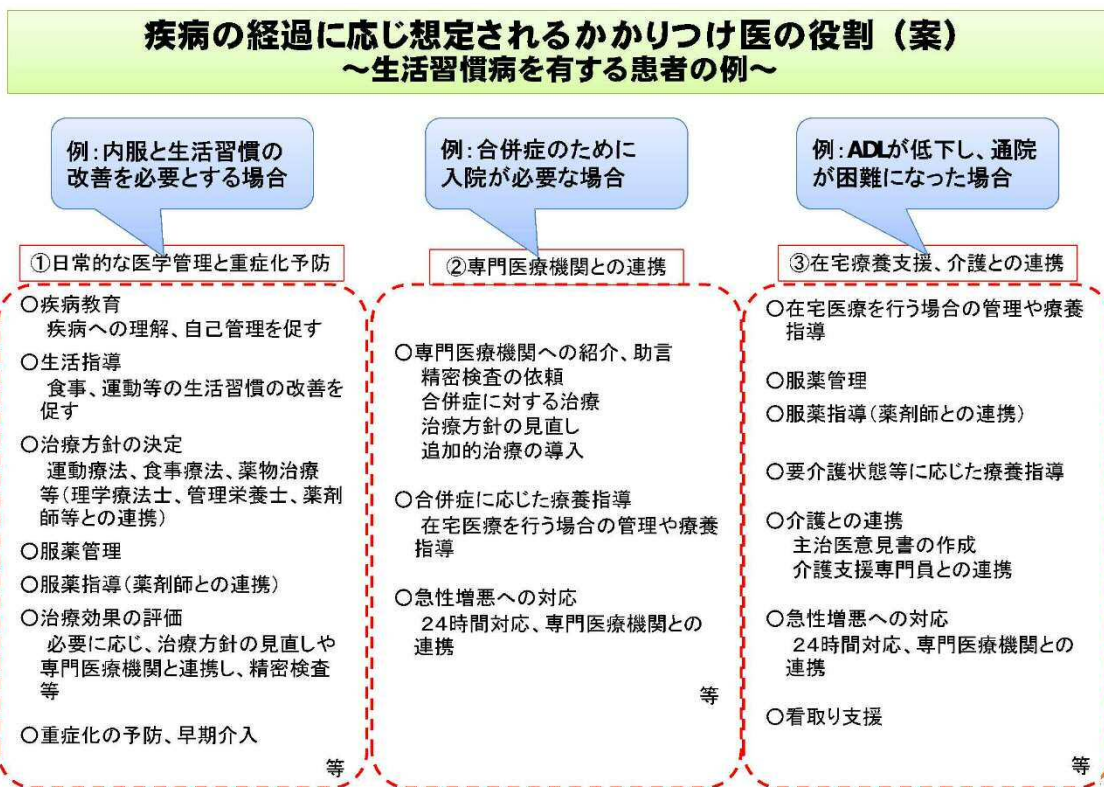 疾病の経過に応じ想定されるかかりつけ医の役割（案）
～生活習慣病を有する患者の例～
例：内服と生活習慣の
改善を必要とする場合
①日常的な医学管理と重症化予防
○疾病教育
疾病への理解、自己管理を促す
○生活指導
食事、運動等の生活習慣の改善を
促す
○治療方針の決定
運動療法、食事療法、薬物治療
等（理学療法士、管理栄養士、薬剤
師等との連携）
○服薬管理
○服薬指導（薬剤師との連携）
○治療効果の評価
必要に応じ、治療方針の見直しや
専門医療機関と連携し、精密検査
等
○重症化の予防、早期介入
等
例：合併症のために
入院が必要な場合
②専門医療機関との連携
○専門医療機関への紹介、助言
精密検査の依頼
合併症に対する治療
治療方針の見直し
追加的治療の導入
○合併症に応じた療養指導
在宅医療を行う場合の管理や療養
指導
○急性増悪への対応
24時間対応、専門医療機関との
連携
等
例：ADLが低下し、通院
が困難になった場合
③在宅療養支援、介護との連携
○在宅医療を行う場合の管理や療養
指導
○服薬管理
○服薬指導（薬剤師との連携）
○要介護状態等に応じた療養指導
○介護との連携
主治医意見書の作成
介護支援専門員との連携
○急性増悪への対応
24時間対応、専門医療機関との
連携
○看取り支援
等